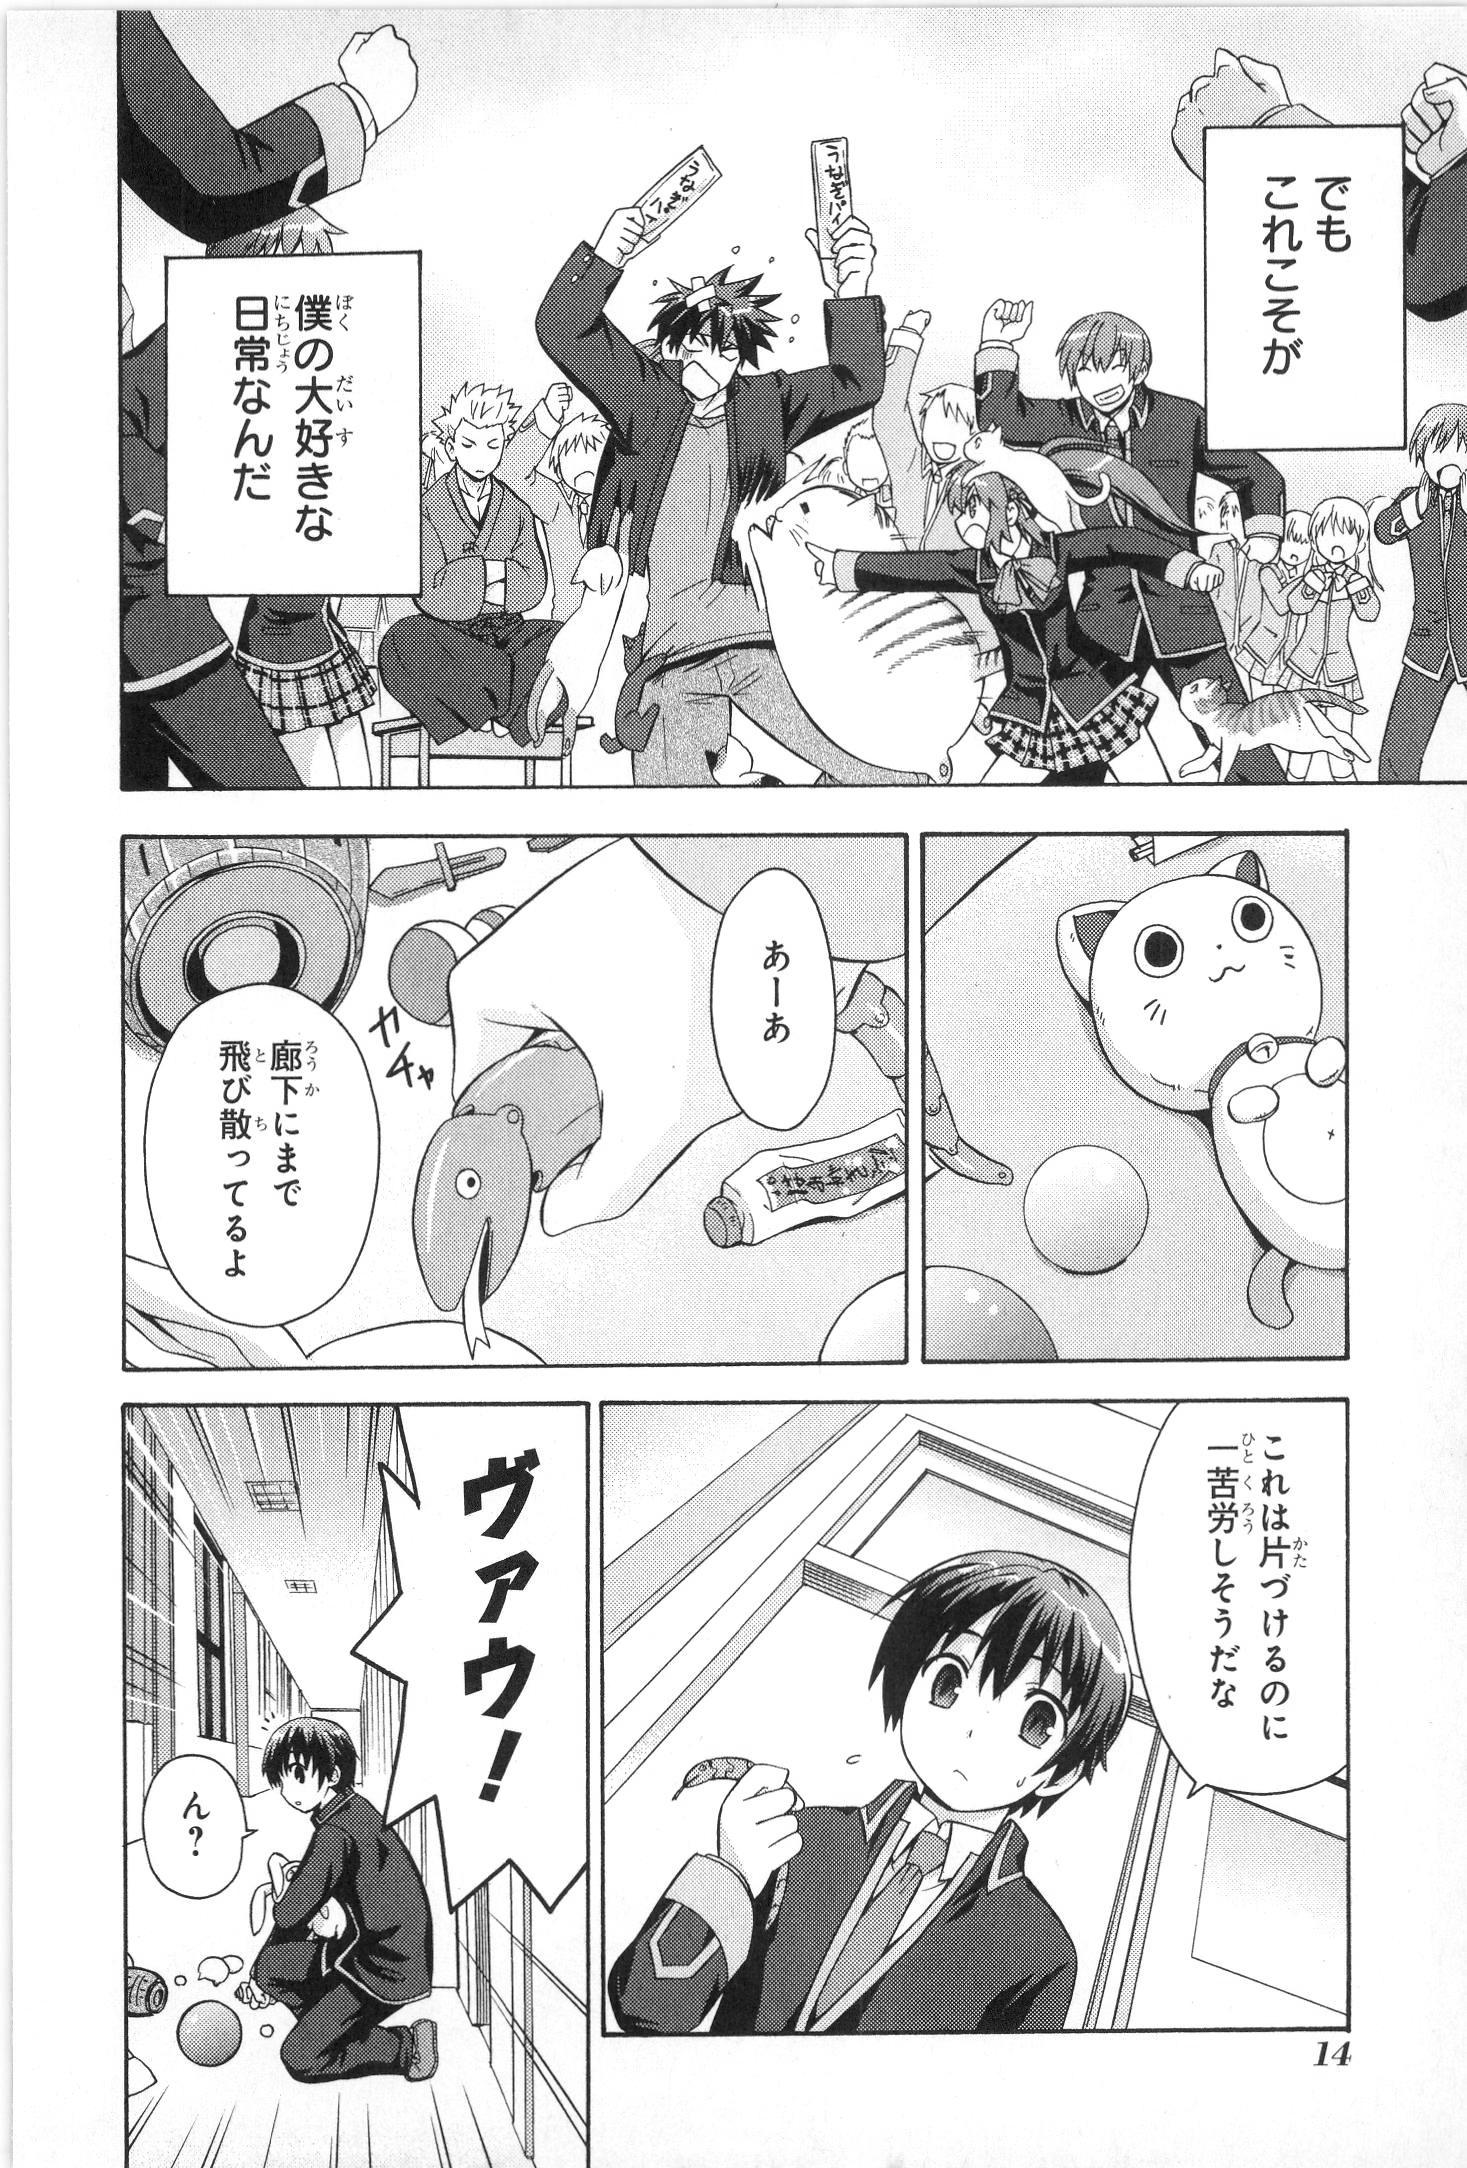 でも
これこそが
うなぎパイ
うなぎパイ
僕の大好きな
日常なんだ
あーあ
ガチャ
廊下にまで
飛び散ってるよ
これは片づけるのに
一苦労しそうだな
ヴァウ!
ん?
14